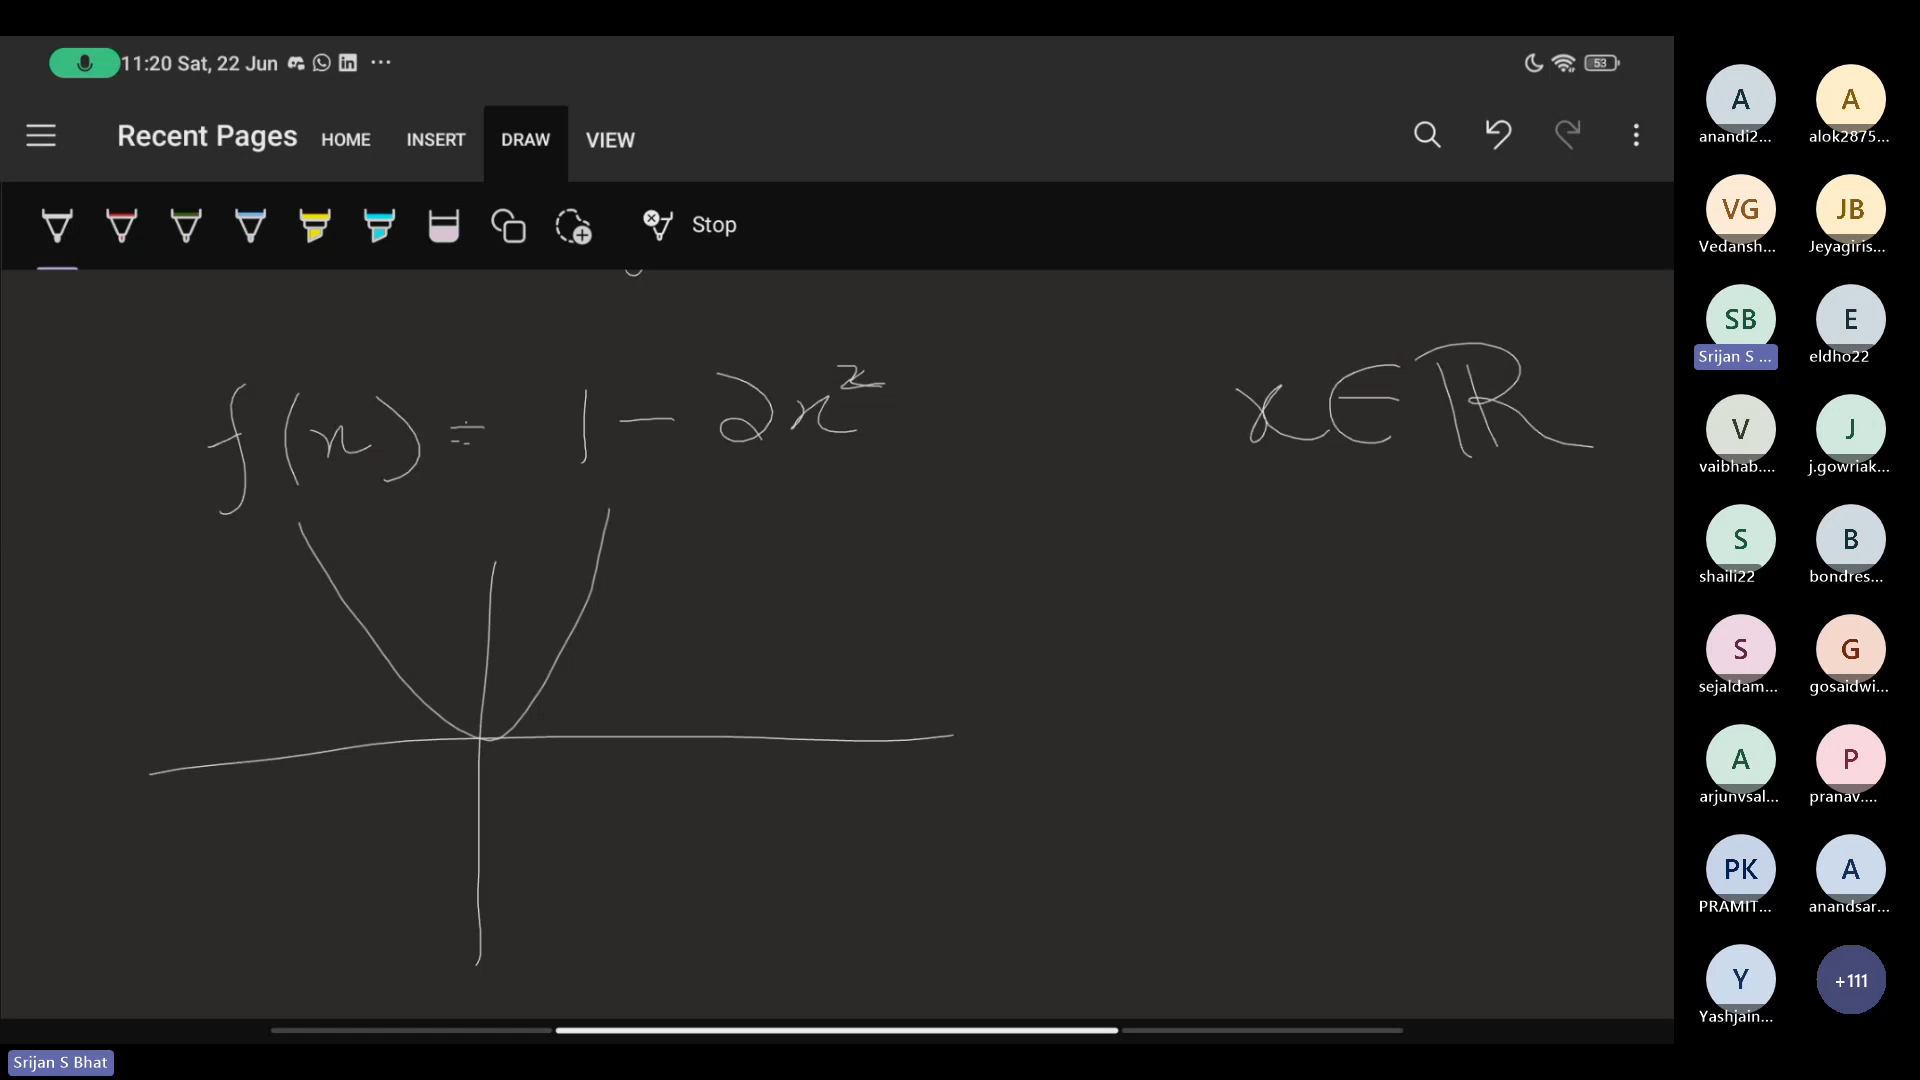 11:20 Sat, 22 Jun ...
53
Recent Pages HOME INSERT DRAW VIEW
Stop
f(x) = 1 - 2x²
x ∈ ℝ
A A
anandi2... alok2875...
VG JB
Vedansh... Jeyagiris...
SB E
Srijan S ... eldho22
V J
vaibhab.... j.gowriak...
S B
shaili22 bondres...
S G
sejaldam... gosaidwi...
A P
arjunvsal... pranav....
PK A
PRAMIT... anandsar...
Y +111
Yashjain...
Srijan S Bhat